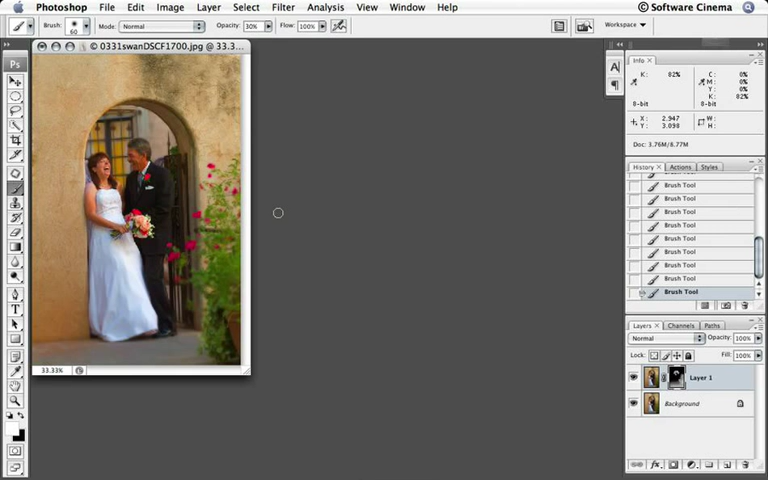 Photoshop File Edit Image Layer Select Filter Analysis View Window Help © Software Cinema
Brush: 60 Mode: Normal Opacity: 30% Flow: 100% Workspace
© 0331swanDSCF1700.jpg @ 33.3...
Ps
33.33K
A
Info ×
K: 82% C: 0%
M: 0%
Y: 0%
K: 82%
8-bit 8-bit
X: 2.947 W:
Y: 3.098 H:
Doc: 3.76M/8.77M
History × Actions Styles
Brush Tool
Brush Tool
Brush Tool
Brush Tool
Brush Tool
Brush Tool
Brush Tool
Brush Tool
Brush Tool
Layers × Channels Paths
Normal Opacity: 100%
Lock: Fill: 100%
Layer 1
Background
T
fx